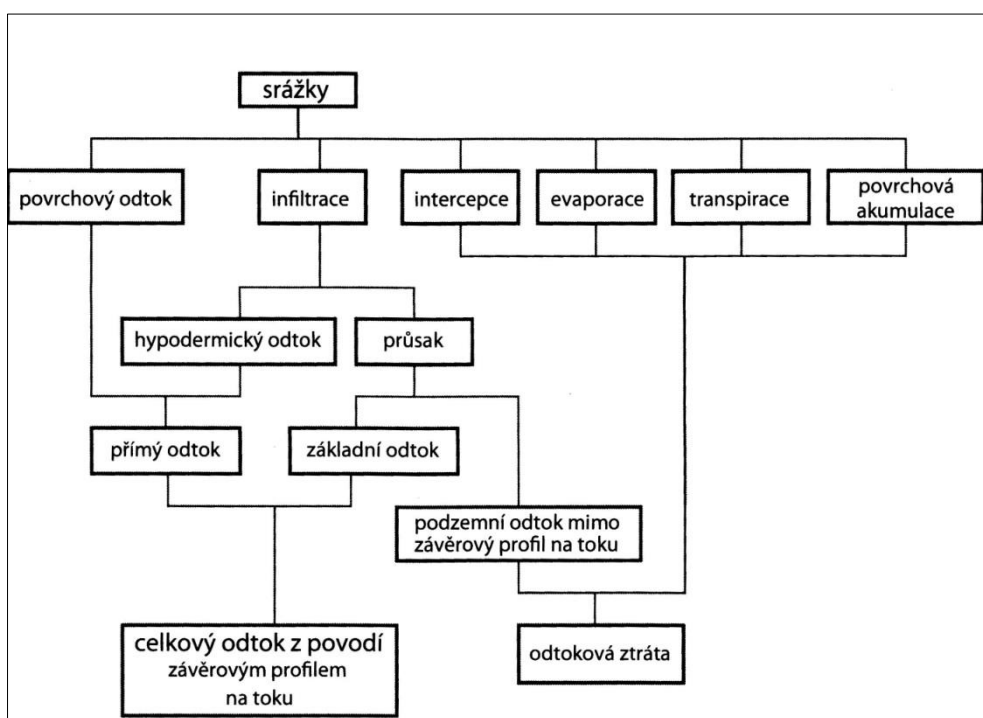 srážky
povrchový odtok
infiltrace
intercepce
evaporace
transpirace
povrchová
akumulace
hypodermický odtok
průsak
přímý odtok
základní odtok
podzemní odtok mimo
závěrový profil na toku
celkový odtok z povodí
závěrovým profilem
na toku
odtoková ztráta